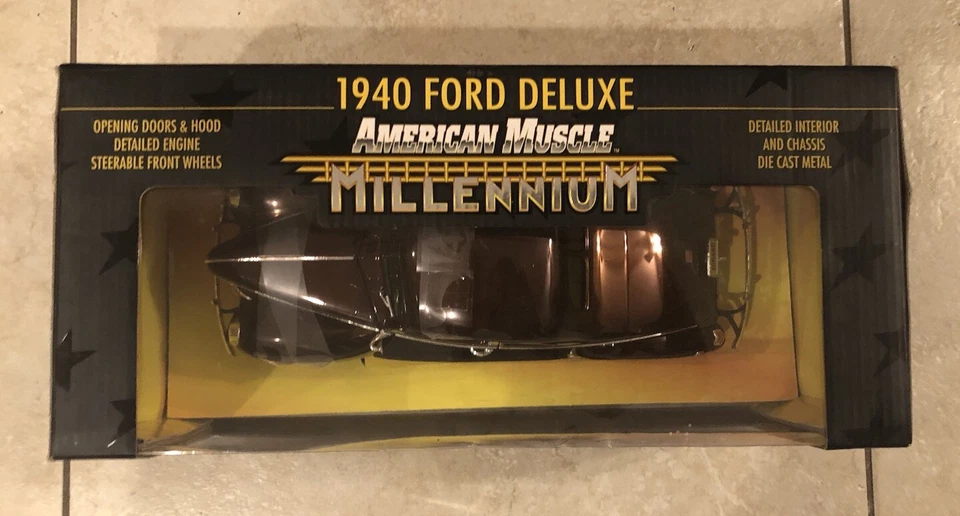 1940 FORD DELUXE
OPENING DOORS & HOOD
DETAILED ENGINE
STEERABLE FRONT WHEELS
AMERICAN MUSCLE™
MILLENNIUM
DETAILED INTERIOR
AND CHASSIS
DIE CAST METAL